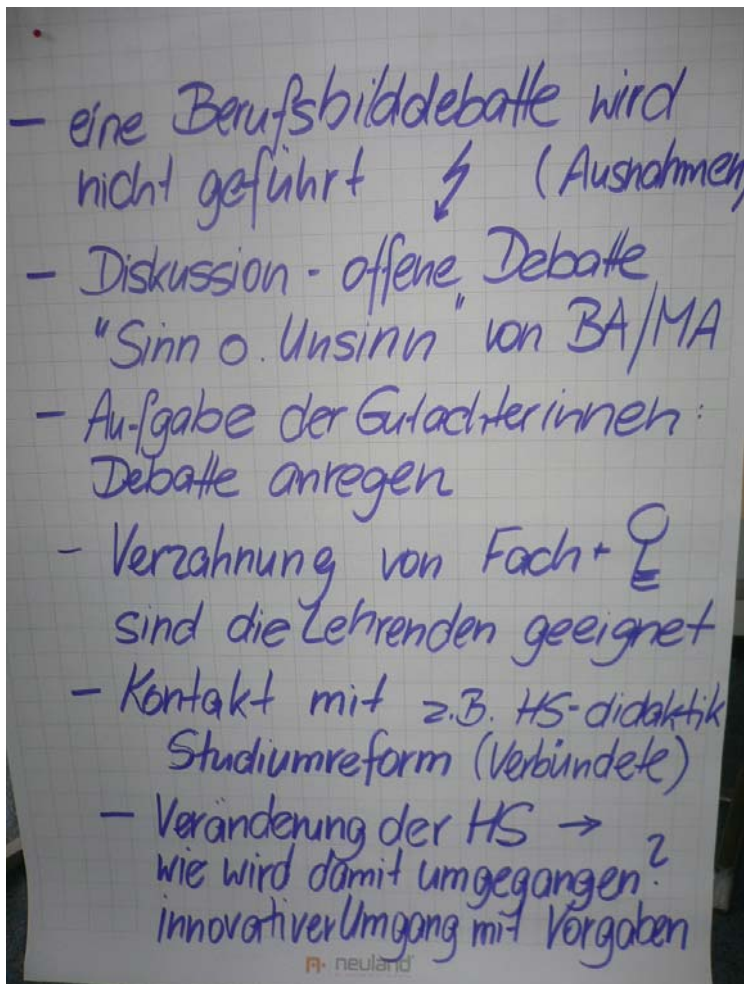 - eine Berufsbilddebatte wird
nicht geführt (Ausnahmen)
- Diskussion - offene Debatte
"Sinn o. Unsinn" von BA/MA
- Aufgabe der Gutachterinnen:
Debatte anregen
- Verzahnung von Fach +
sind die Lehrenden geeignet
- Kontakt mit z.B. HS-didaktik
Studiumreform (Verbündete)
- Veränderung der HS →
wie wird damit umgegangen?
innovativer Umgang mit Vorgaben
neuland